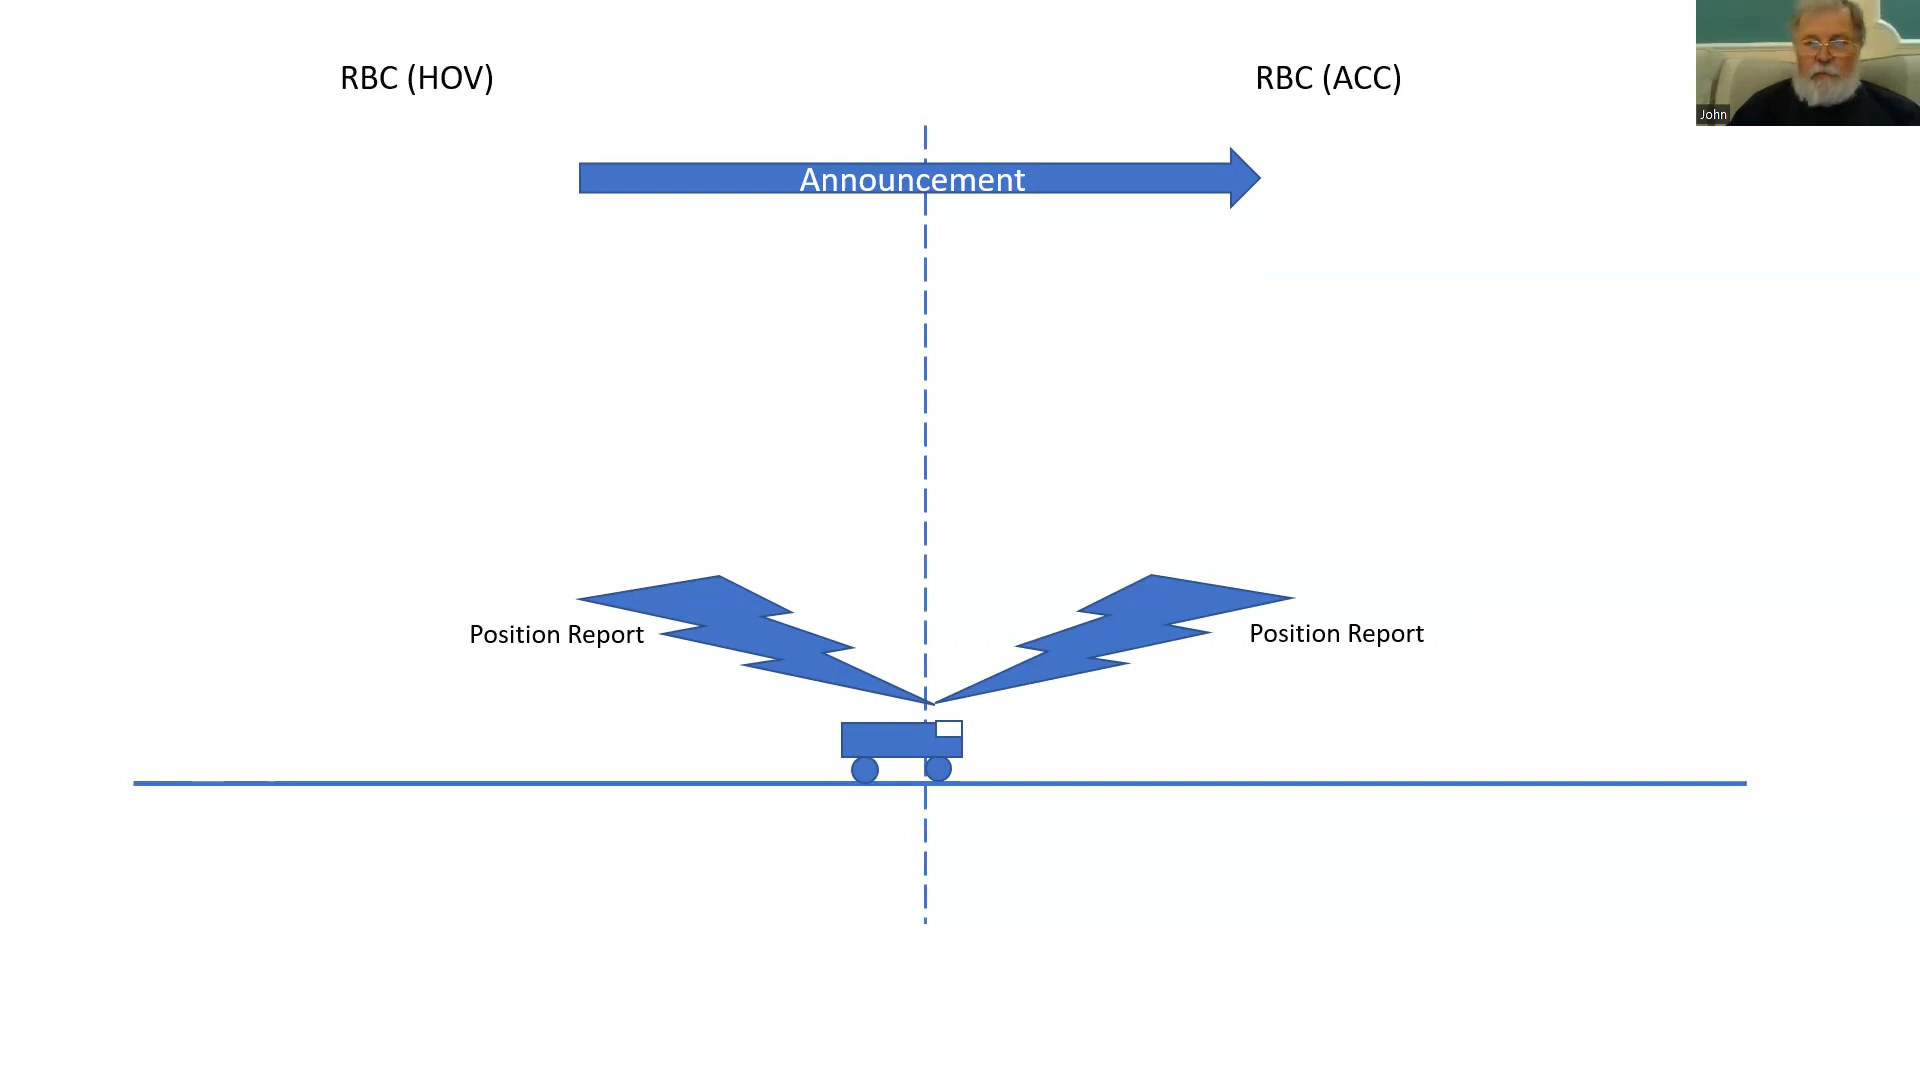 RBC (HOV)
RBC (ACC)
John
Announcement
Position Report
Position Report